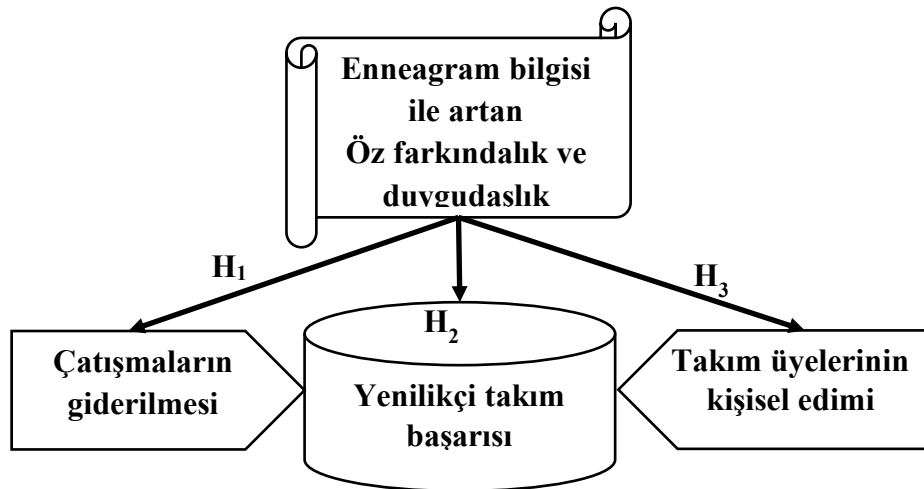 Enneagram bilgisi
ile artan
Öz farkındalık ve
duygudaşlık
H1
H3
H2
Çatışmaların
giderilmesi
Yenilikçi takım
başarısı
Takım üyelerinin
kişisel edimi